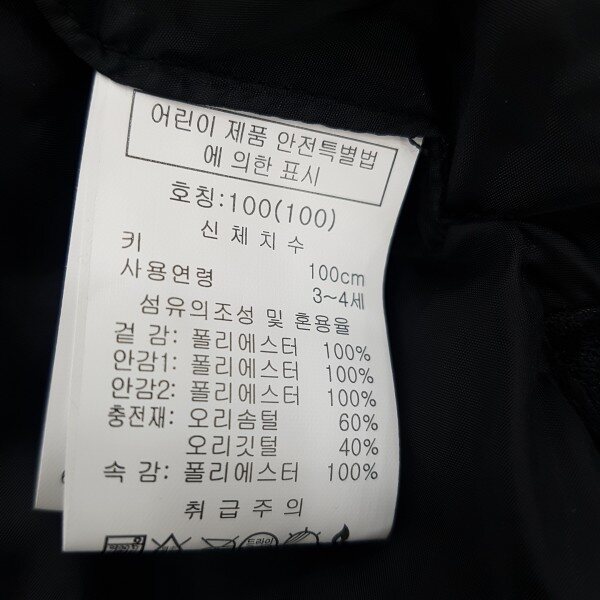 어린이 제품 안전특별법
에 의한 표시
호칭:100(100)
신체치수
키 100cm
사용연령 3~4세
섬유의조성 및 혼용율
겉 감: 폴리에스터 100%
안감1: 폴리에스터 100%
안감2: 폴리에스터 100%
충전재: 오리솜털 60%
오리깃털 40%
속 감: 폴리에스터 100%
취급주의
드라이